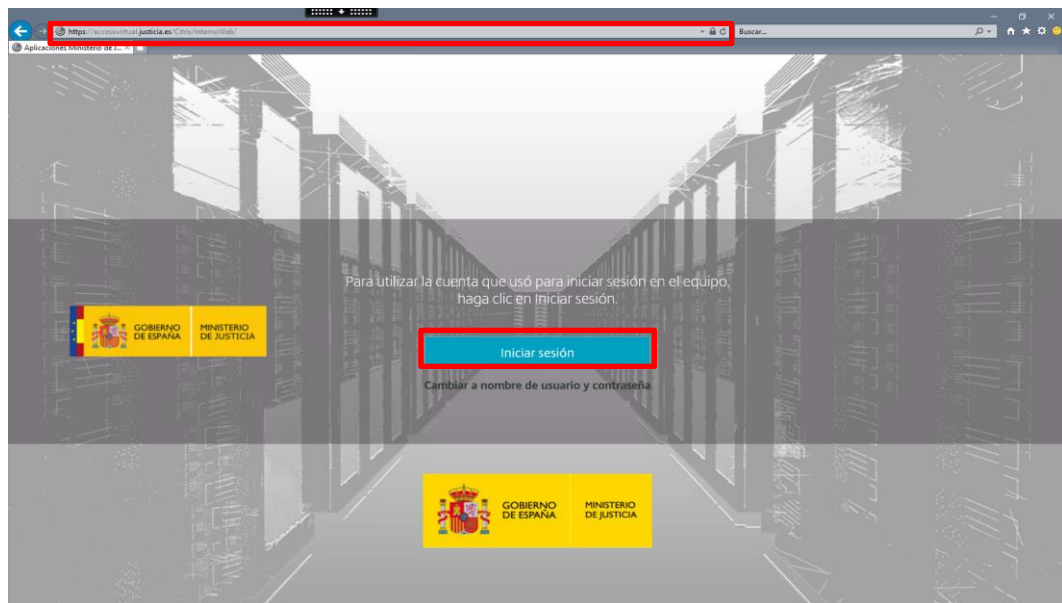 https://accesovirtual.justicia.es/Citrix/InternoWeb/
Buscar...
Aplicaciones Ministerio de J...
Para utilizar la cuenta que usó para iniciar sesión en el equipo,
haga clic en Iniciar sesión.
GOBIERNO
DE ESPAÑA
MINISTERIO
DE JUSTICIA
Iniciar sesión
Cambiar a nombre de usuario y contraseña
GOBIERNO
DE ESPAÑA
MINISTERIO
DE JUSTICIA